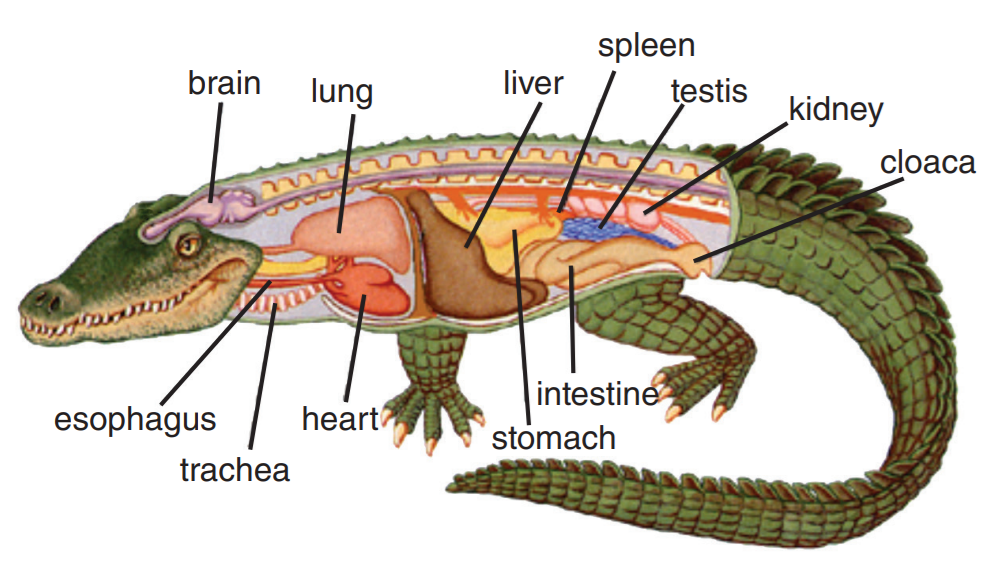 spleen
brain
lung
liver
testis
kidney
cloaca
esophagus
heart
intestine
stomach
trachea